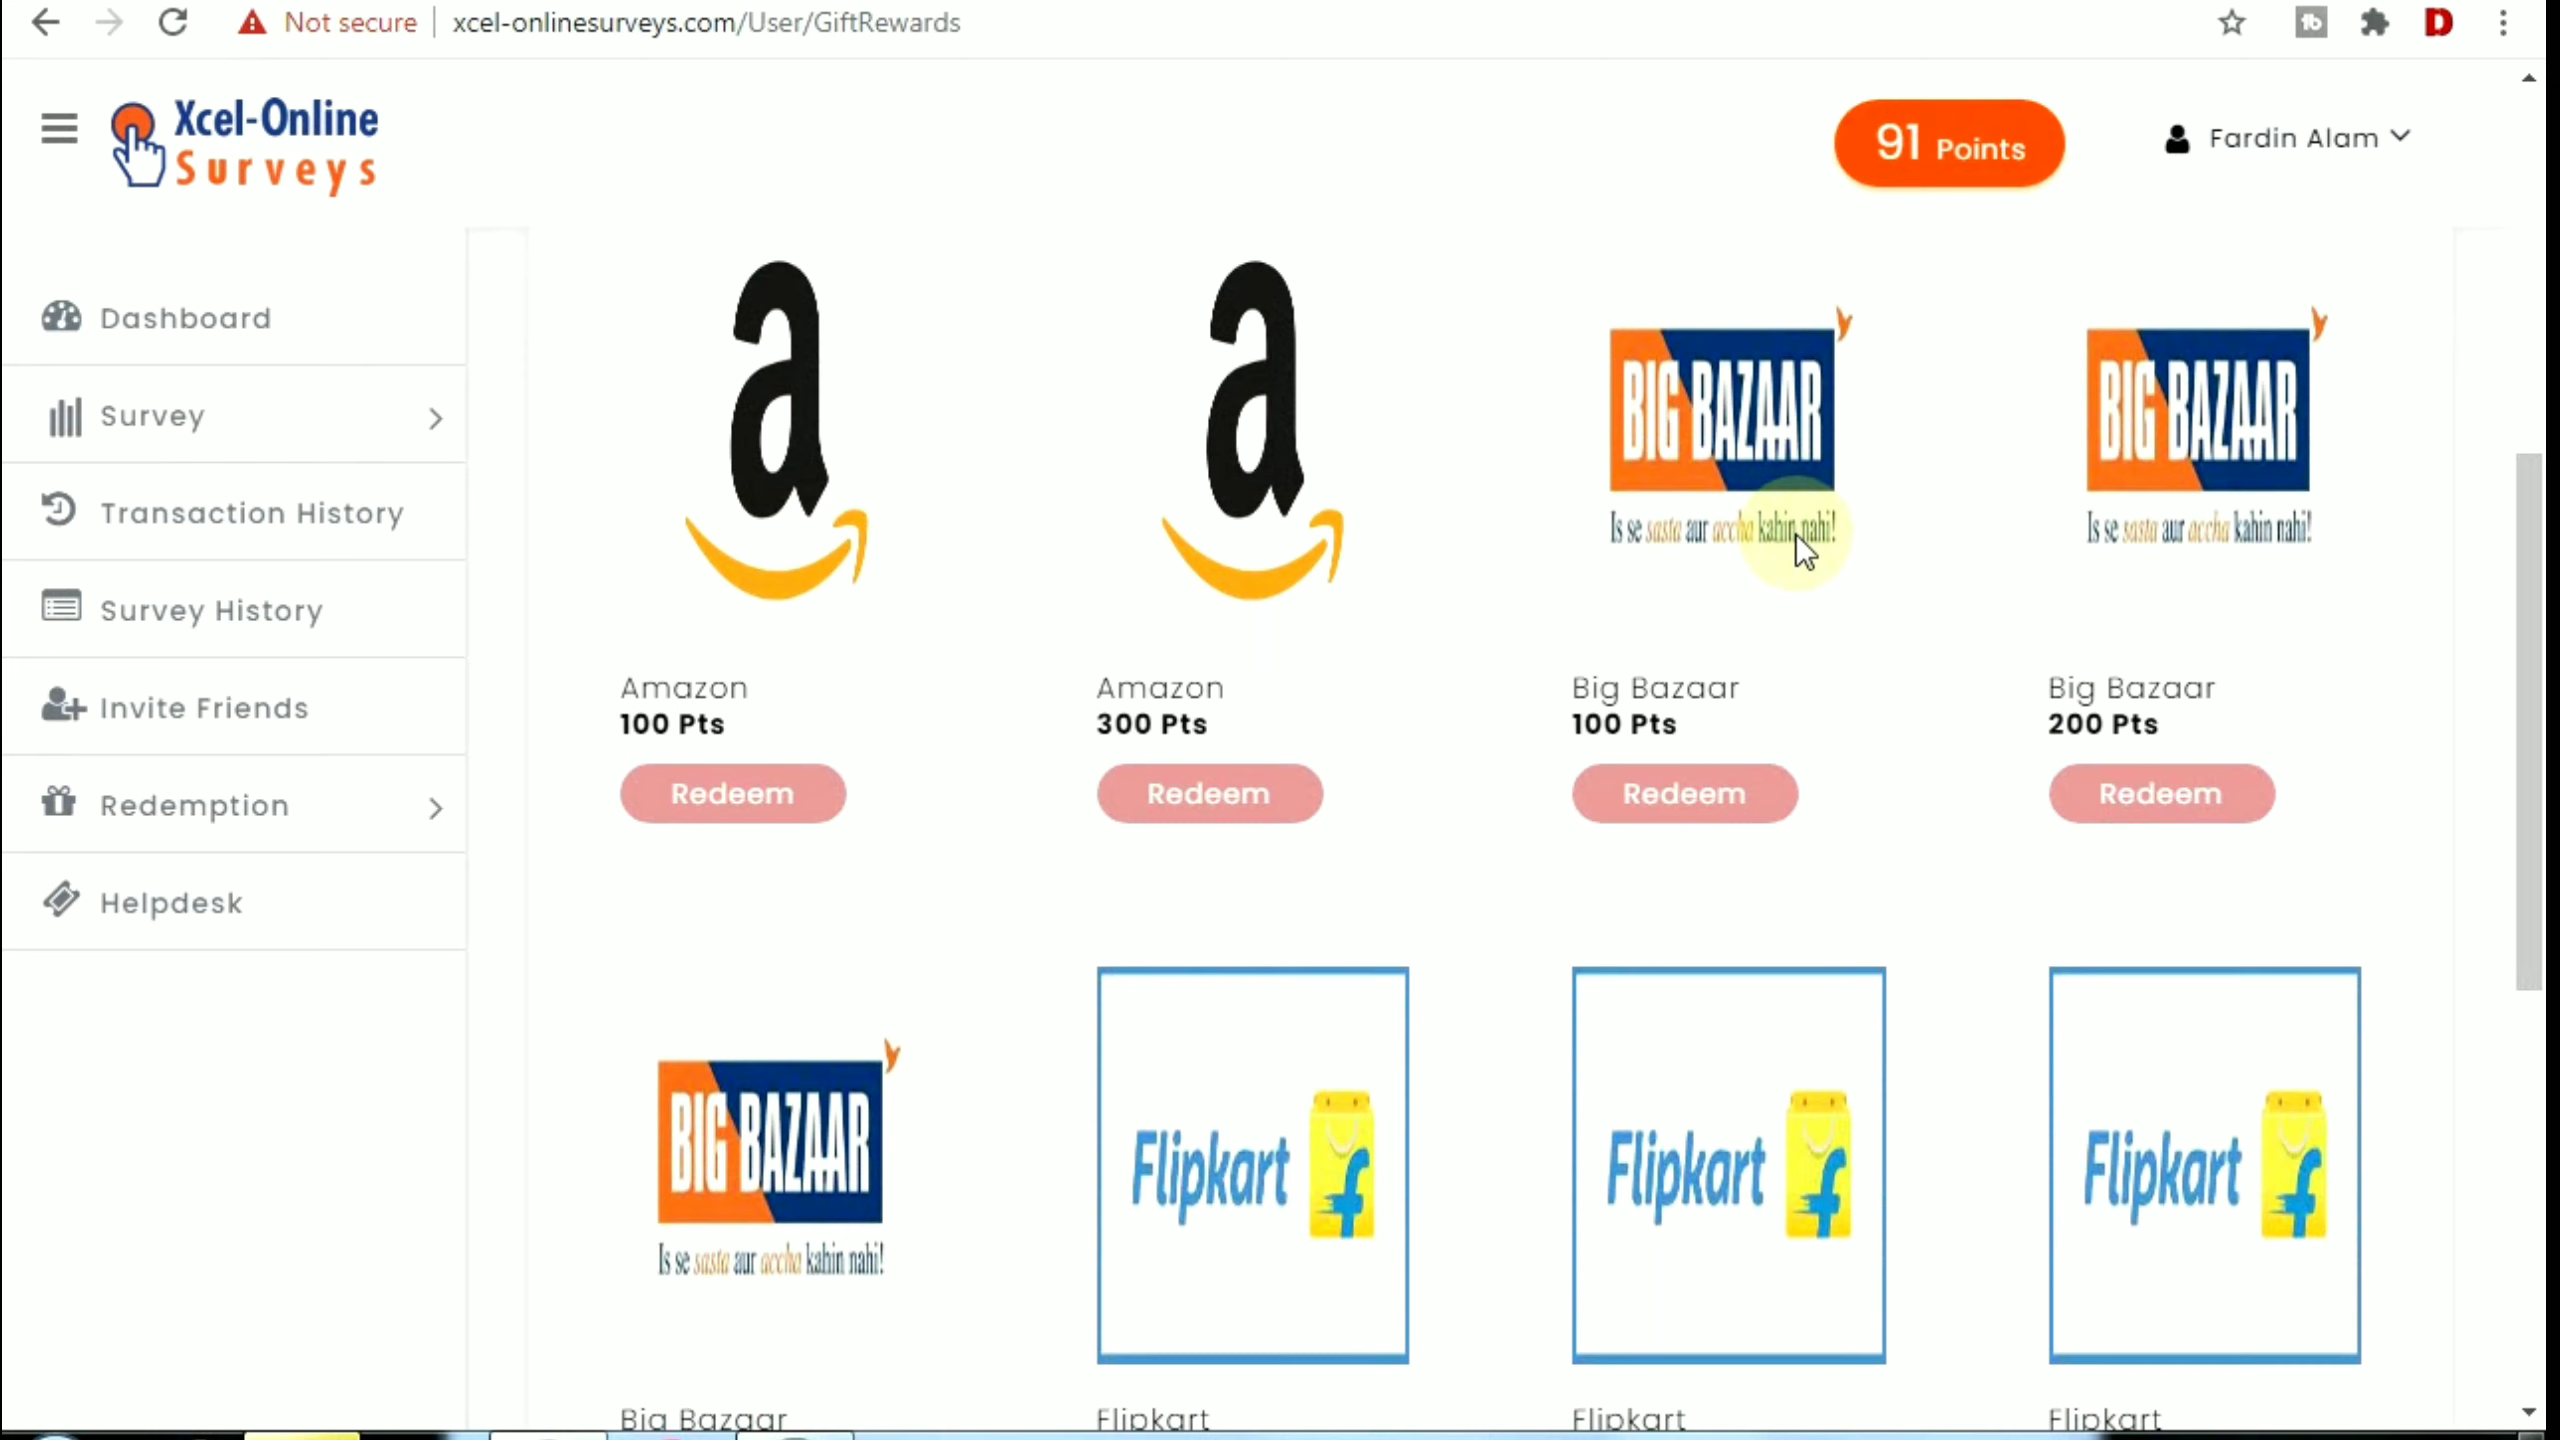 Not secure
xcel-onlinesurveys.com/User/GiftRewards
tb
D
Xcel-Online
Surveys
91 Points
Fardin Alam
Dashboard
Survey
Transaction History
Survey History
Invite Friends
Redemption
Helpdesk
a
a
BIG BAZAAR
Is se sasta aur accha kahin nahi!
BIG BAZAAR
Is se sasta aur accha kahin nahi!
Amazon
100 Pts
Redeem
Amazon
300 Pts
Redeem
Big Bazaar
100 Pts
Redeem
Big Bazaar
200 Pts
Redeem
BIG BAZAAR
Is se sasta aur accha kahin nahi!
Flipkart
f
Flipkart
f
Flipkart
f
Big Bazaar
Flipkart
Flipkart
Flipkart